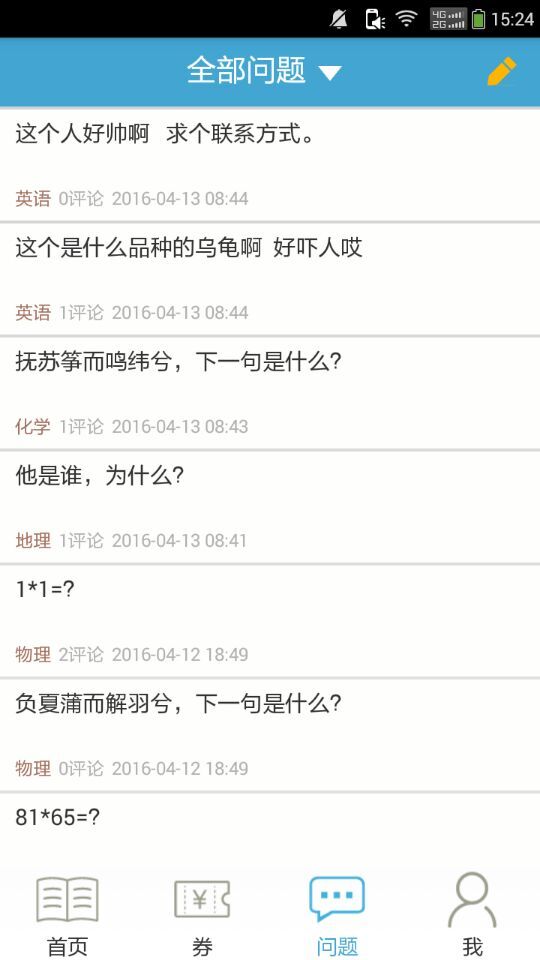 4G
2G
15:24
全部问题
这个人好帅啊 求个联系方式。
英语 0评论 2016-04-13 08:44
这个是什么品种的乌龟啊 好吓人哎
英语 1评论 2016-04-13 08:44
抚苏筝而鸣纬兮，下一句是什么?
化学 1评论 2016-04-13 08:43
他是谁，为什么?
地理 1评论 2016-04-13 08:41
1*1=?
物理 2评论 2016-04-12 18:49
负夏蒲而解羽兮，下一句是什么?
物理 0评论 2016-04-12 18:49
81*65=?
¥
首页 券 问题 我